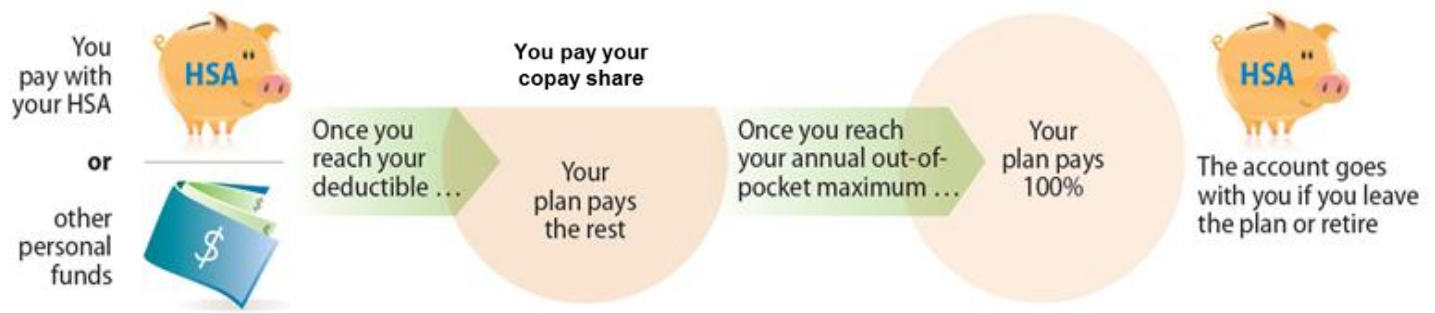 You
pay with
your HSA
HSA
or
other
personal
funds
$
$
Once you
reach your
deductible ...
You pay your
copay share
Your
plan pays
the rest
Once you reach
your annual out-of-
pocket maximum ...
Your
plan pays
100%
HSA
The account goes
with you if you leave
the plan or retire